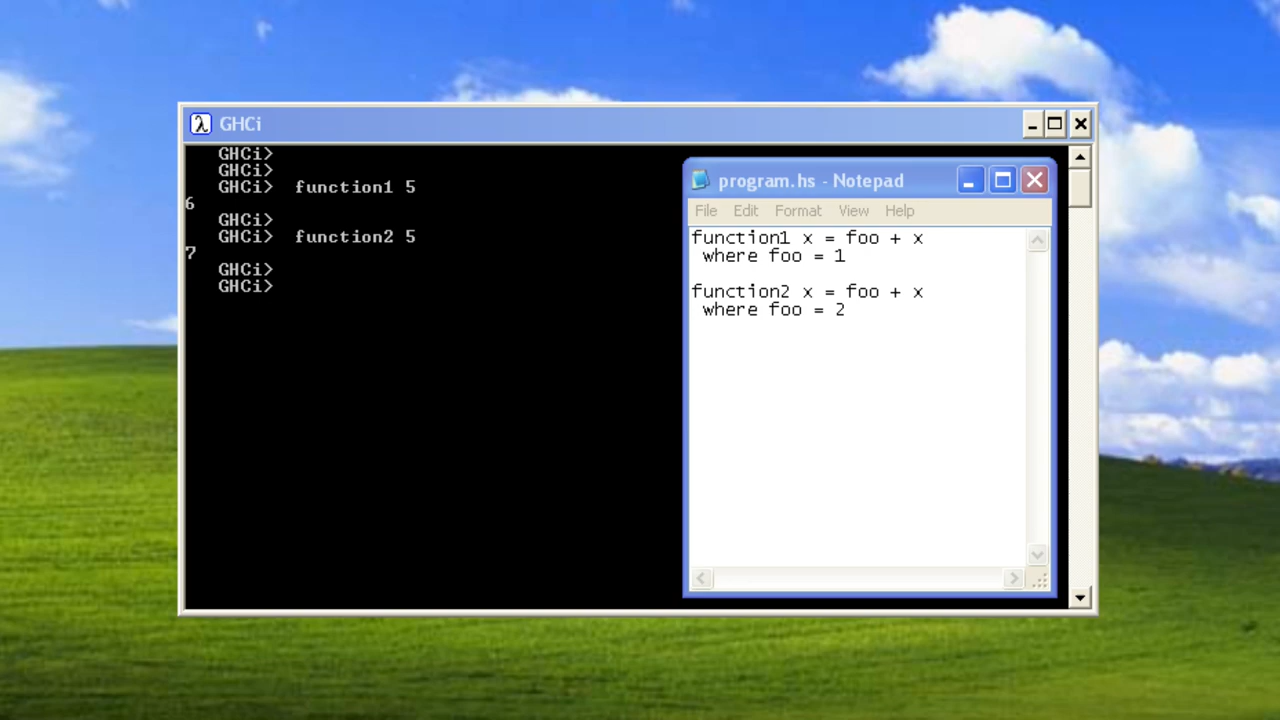 λ GHCi
GHCi>
GHCi>
GHCi> function1 5
6
GHCi>
GHCi> function2 5
7
GHCi>
GHCi>
program.hs - Notepad
File Edit Format View Help
function1 x = foo + x
where foo = 1
function2 x = foo + x
where foo = 2